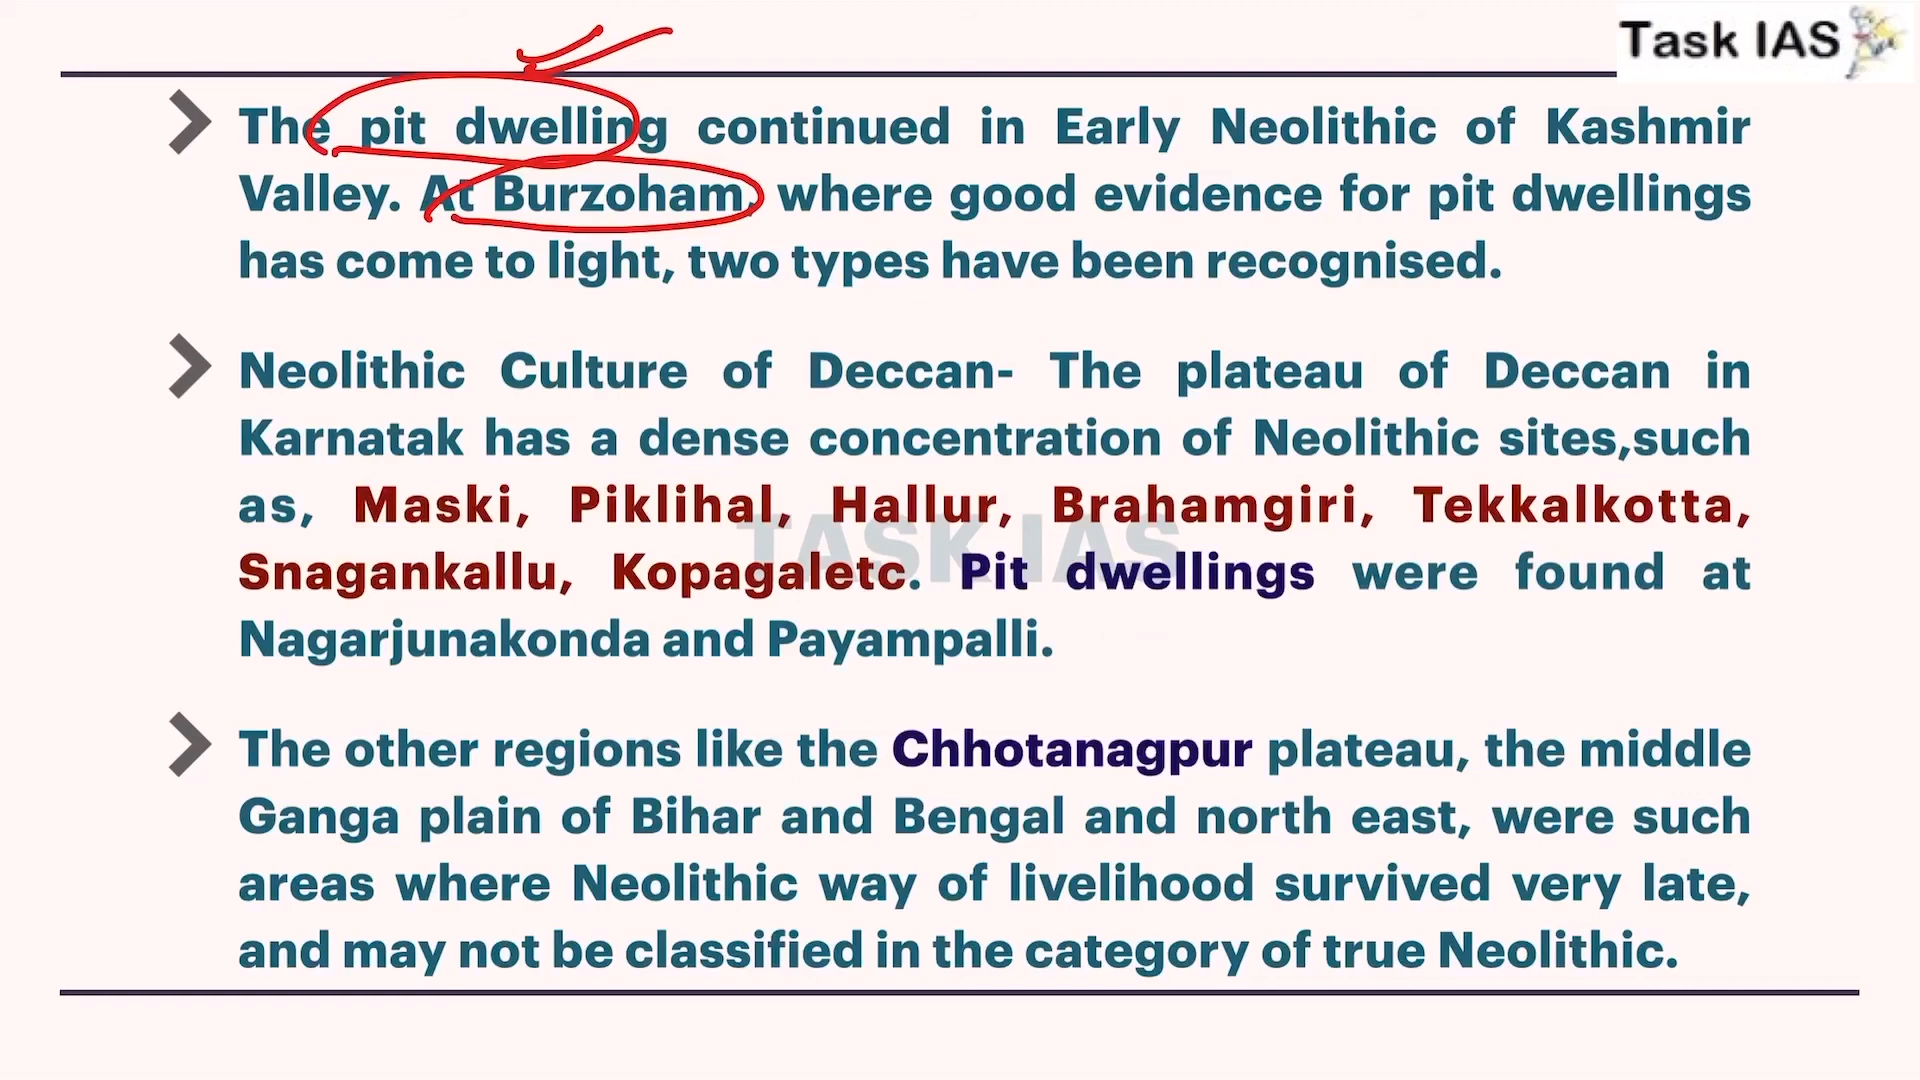 Task IAS
The pit dwelling continued in Early Neolithic of Kashmir
Valley. At Burzoham, where good evidence for pit dwellings
has come to light, two types have been recognised.
Neolithic Culture of Deccan- The plateau of Deccan in
Karnatak has a dense concentration of Neolithic sites,such
as, Maski, Piklihal, Hallur, Brahamgiri, Tekkalkotta,
Snagankallu, Kopagaletc. Pit dwellings were found at
Nagarjunakonda and Payampalli.
The other regions like the Chhotanagpur plateau, the middle
Ganga plain of Bihar and Bengal and north east, were such
areas where Neolithic way of livelihood survived very late,
and may not be classified in the category of true Neolithic.
TASK IAS